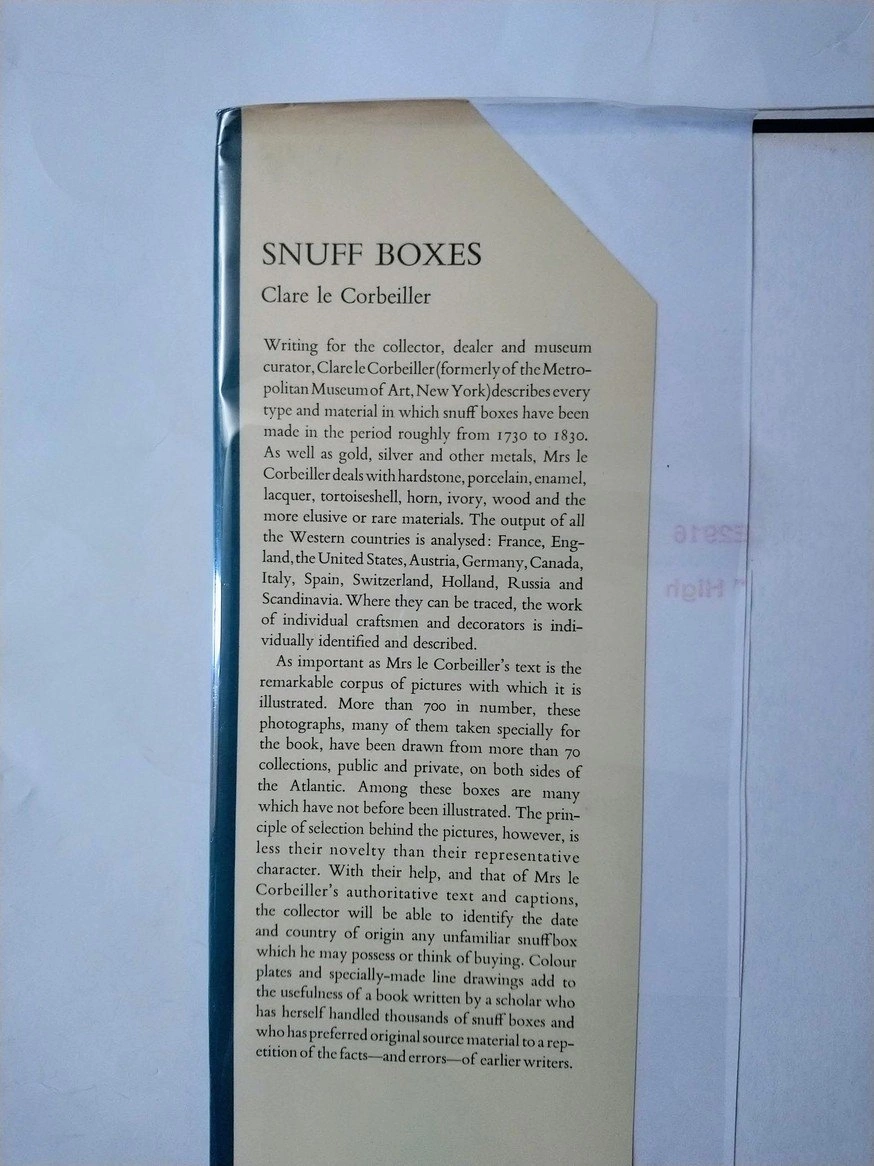 SNUFF BOXES
Clare le Corbeiller
Writing for the collector, dealer and museum
curator, Clare le Corbeiller (formerly of the Metro-
politan Museum of Art, New York) describes every
type and material in which snuff boxes have been
made in the period roughly from 1730 to 1830.
As well as gold, silver and other metals, Mrs le
Corbeiller deals with hardstone, porcelain, enamel,
lacquer, tortoiseshell, horn, ivory, wood and the
more elusive or rare materials. The output of all
the Western countries is analysed: France, Eng-
land, the United States, Austria, Germany, Canada,
Italy, Spain, Switzerland, Holland, Russia and
Scandinavia. Where they can be traced, the work
of individual craftsmen and decorators is indi-
vidually identified and described.
As important as Mrs le Corbeiller's text is the
remarkable corpus of pictures with which it is
illustrated. More than 700 in number, these
photographs, many of them taken specially for
the book, have been drawn from more than 70
collections, public and private, on both sides of
the Atlantic. Among these boxes are many
which have not before been illustrated. The prin-
ciple of selection behind the pictures, however, is
less their novelty than their representative
character. With their help, and that of Mrs le
Corbeiller's authoritative text and captions,
the collector will be able to identify the date
and country of origin any unfamiliar snuffbox
which he may possess or think of buying. Colour
plates and specially-made line drawings add to
the usefulness of a book written by a scholar who
has herself handled thousands of snuff boxes and
who has preferred original source material to a rep-
etition of the facts—and errors—of earlier writers.
E2916
" High